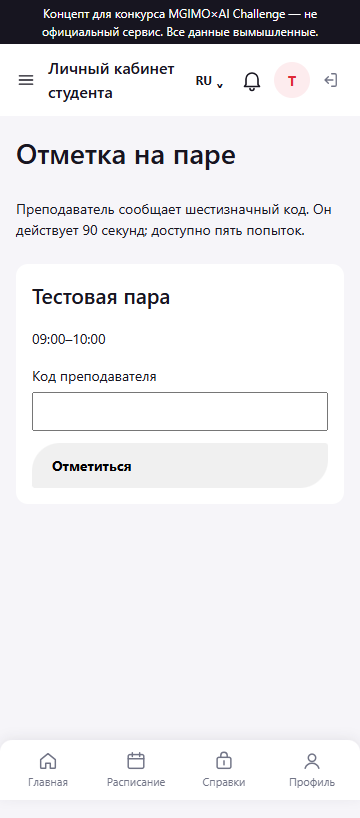 Концепт для конкурса MGIMO×AI Challenge — не
официальный сервис. Все данные вымышленные.
Личный кабинет
студента
RU
T
Отметка на паре
Преподаватель сообщает шестизначный код. Он
действует 90 секунд; доступно пять попыток.
Тестовая пара
09:00–10:00
Код преподавателя
Отметиться
Главная
Расписание
Справки
Профиль